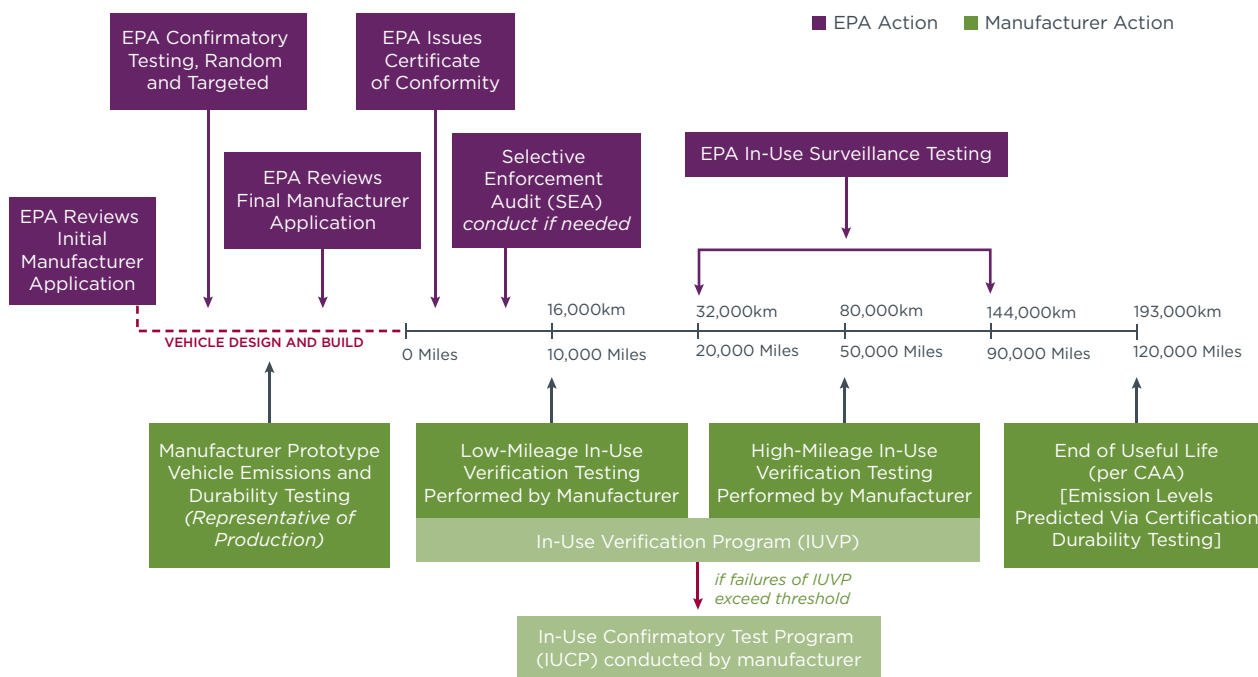 EPA Action
Manufacturer Action
EPA Confirmatory
Testing, Random
and Targeted
EPA Issues
Certificate
of Conformity
EPA Reviews
Initial
Manufacturer
Application
EPA Reviews
Final Manufacturer
Application
Selective
Enforcement
Audit (SEA)
conduct if needed
EPA In-Use Surveillance Testing
VEHICLE DESIGN AND BUILD
16,000km
32,000km
80,000km
144,000km
193,000km
0 Miles
10,000 Miles
20,000 Miles
50,000 Miles
90,000 Miles
120,000 Miles
Manufacturer Prototype
Vehicle Emissions and
Durability Testing
(Representative of
Production)
Low-Mileage In-Use
Verification Testing
Performed by Manufacturer
High-Mileage In-Use
Verification Testing
Performed by Manufacturer
End of Useful Life
(per CAA)
[Emission Levels
Predicted Via Certification
Durability Testing]
In-Use Verification Program (IUVP)
if failures of IUVP
exceed threshold
In-Use Confirmatory Test Program
(IUCP) conducted by manufacturer